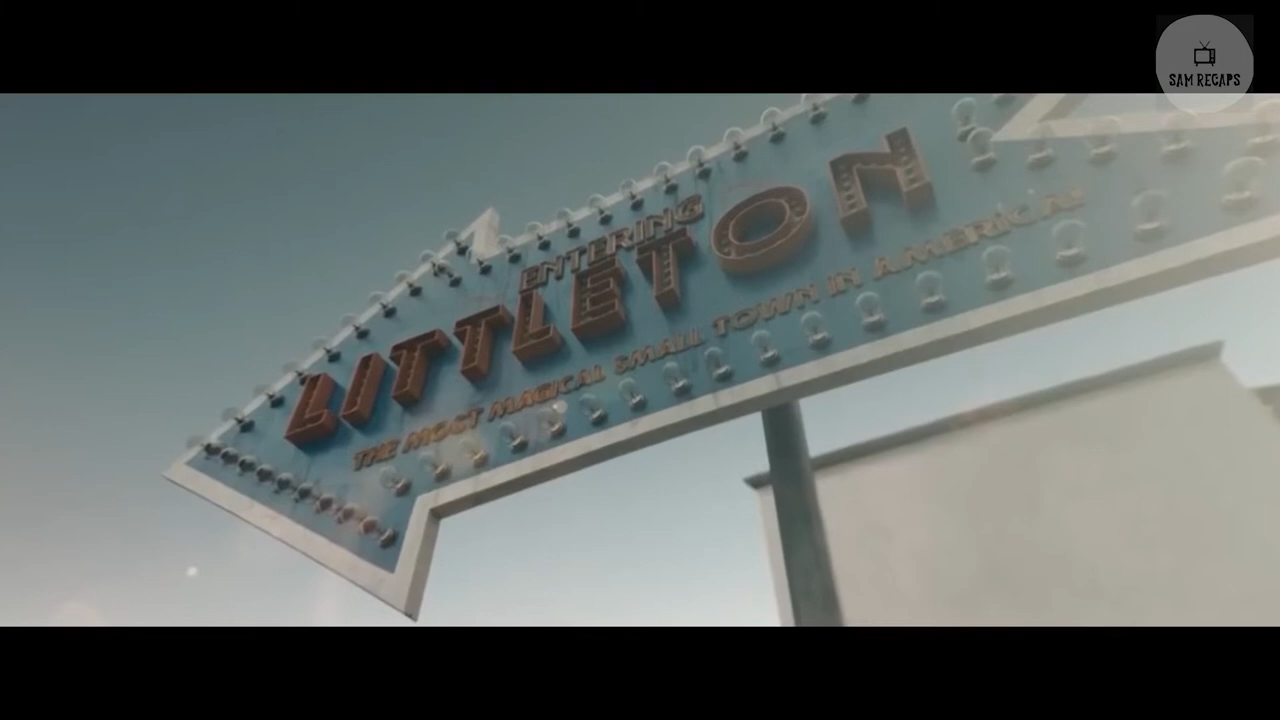 SAM RECAPS
ENTERING
LITTLETON
THE MOST MAGICAL SMALL TOWN IN AMERICA!